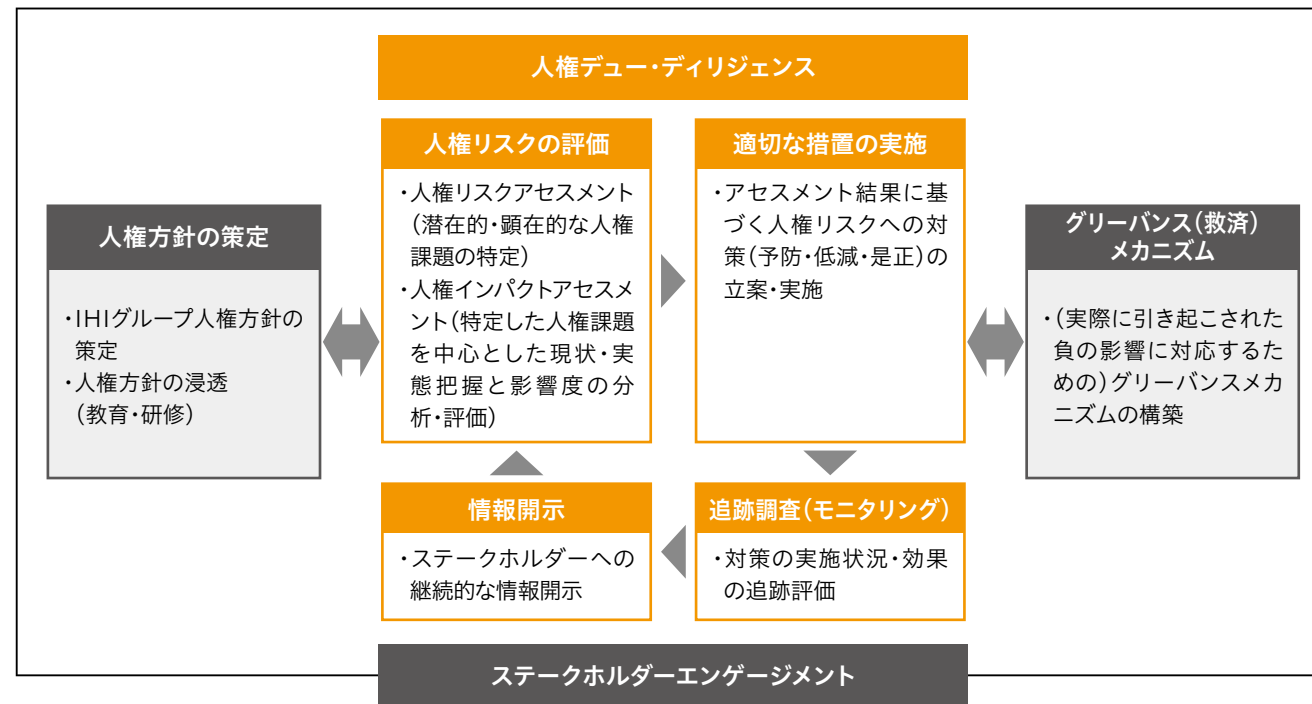 人権デュー・ディリジェンス
人権方針の策定
・IHIグループ人権方針の
策定
・人権方針の浸透
(教育・研修)
人権リスクの評価
・人権リスクアセスメント
(潜在的・顕在的な人権
課題の特定)
・人権インパクトアセスメ
ント(特定した人権課題
を中心とした現状・実
態把握と影響度の分
析・評価)
適切な措置の実施
・アセスメント結果に基
づく人権リスクへの対
策(予防・低減・是正)の
立案・実施
追跡調査(モニタリング)
・対策の実施状況・効果
の追跡評価
情報開示
・ステークホルダーへの
継続的な情報開示
グリーバンス(救済)
メカニズム
・(実際に引き起こされた
負の影響に対応するた
めの)グリーバンスメカ
ニズムの構築
ステークホルダーエンゲージメント